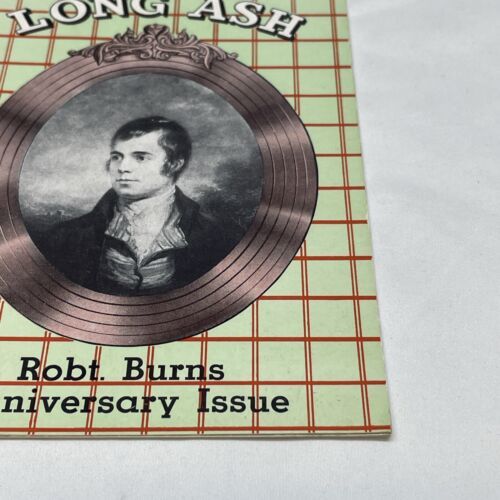 LONG ASH
Robt. Burns
niversary Issue